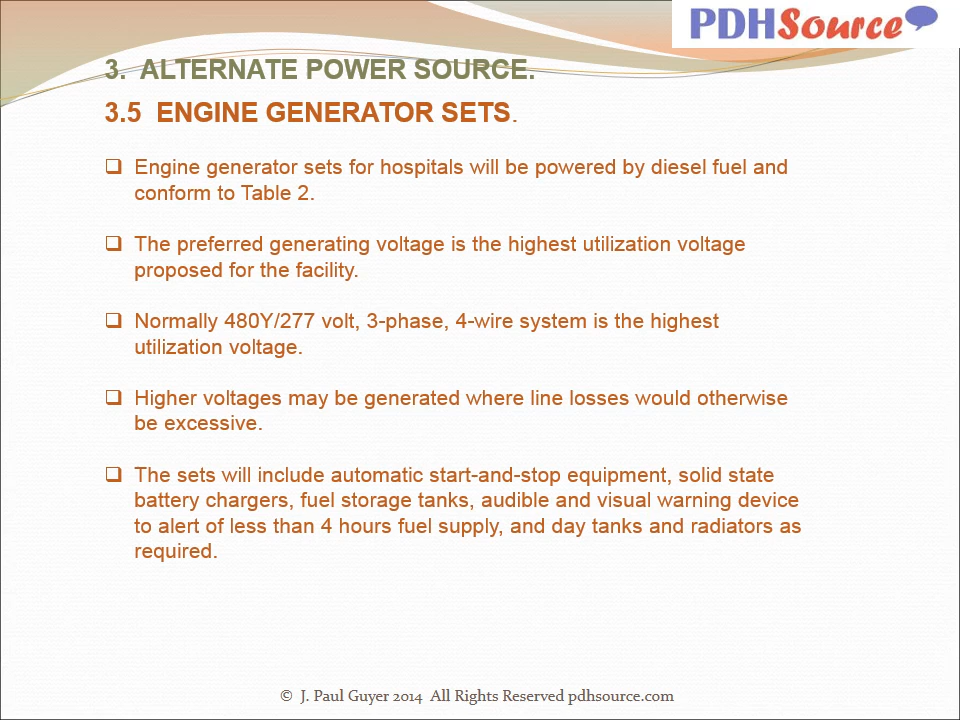 PDHSource
3. ALTERNATE POWER SOURCE.
3.5 ENGINE GENERATOR SETS.
❑ Engine generator sets for hospitals will be powered by diesel fuel and
conform to Table 2.
❑ The preferred generating voltage is the highest utilization voltage
proposed for the facility.
❑ Normally 480Y/277 volt, 3-phase, 4-wire system is the highest
utilization voltage.
❑ Higher voltages may be generated where line losses would otherwise
be excessive.
❑ The sets will include automatic start-and-stop equipment, solid state
battery chargers, fuel storage tanks, audible and visual warning device
to alert of less than 4 hours fuel supply, and day tanks and radiators as
required.
© J. Paul Guyer 2014 All Rights Reserved pdhsource.com